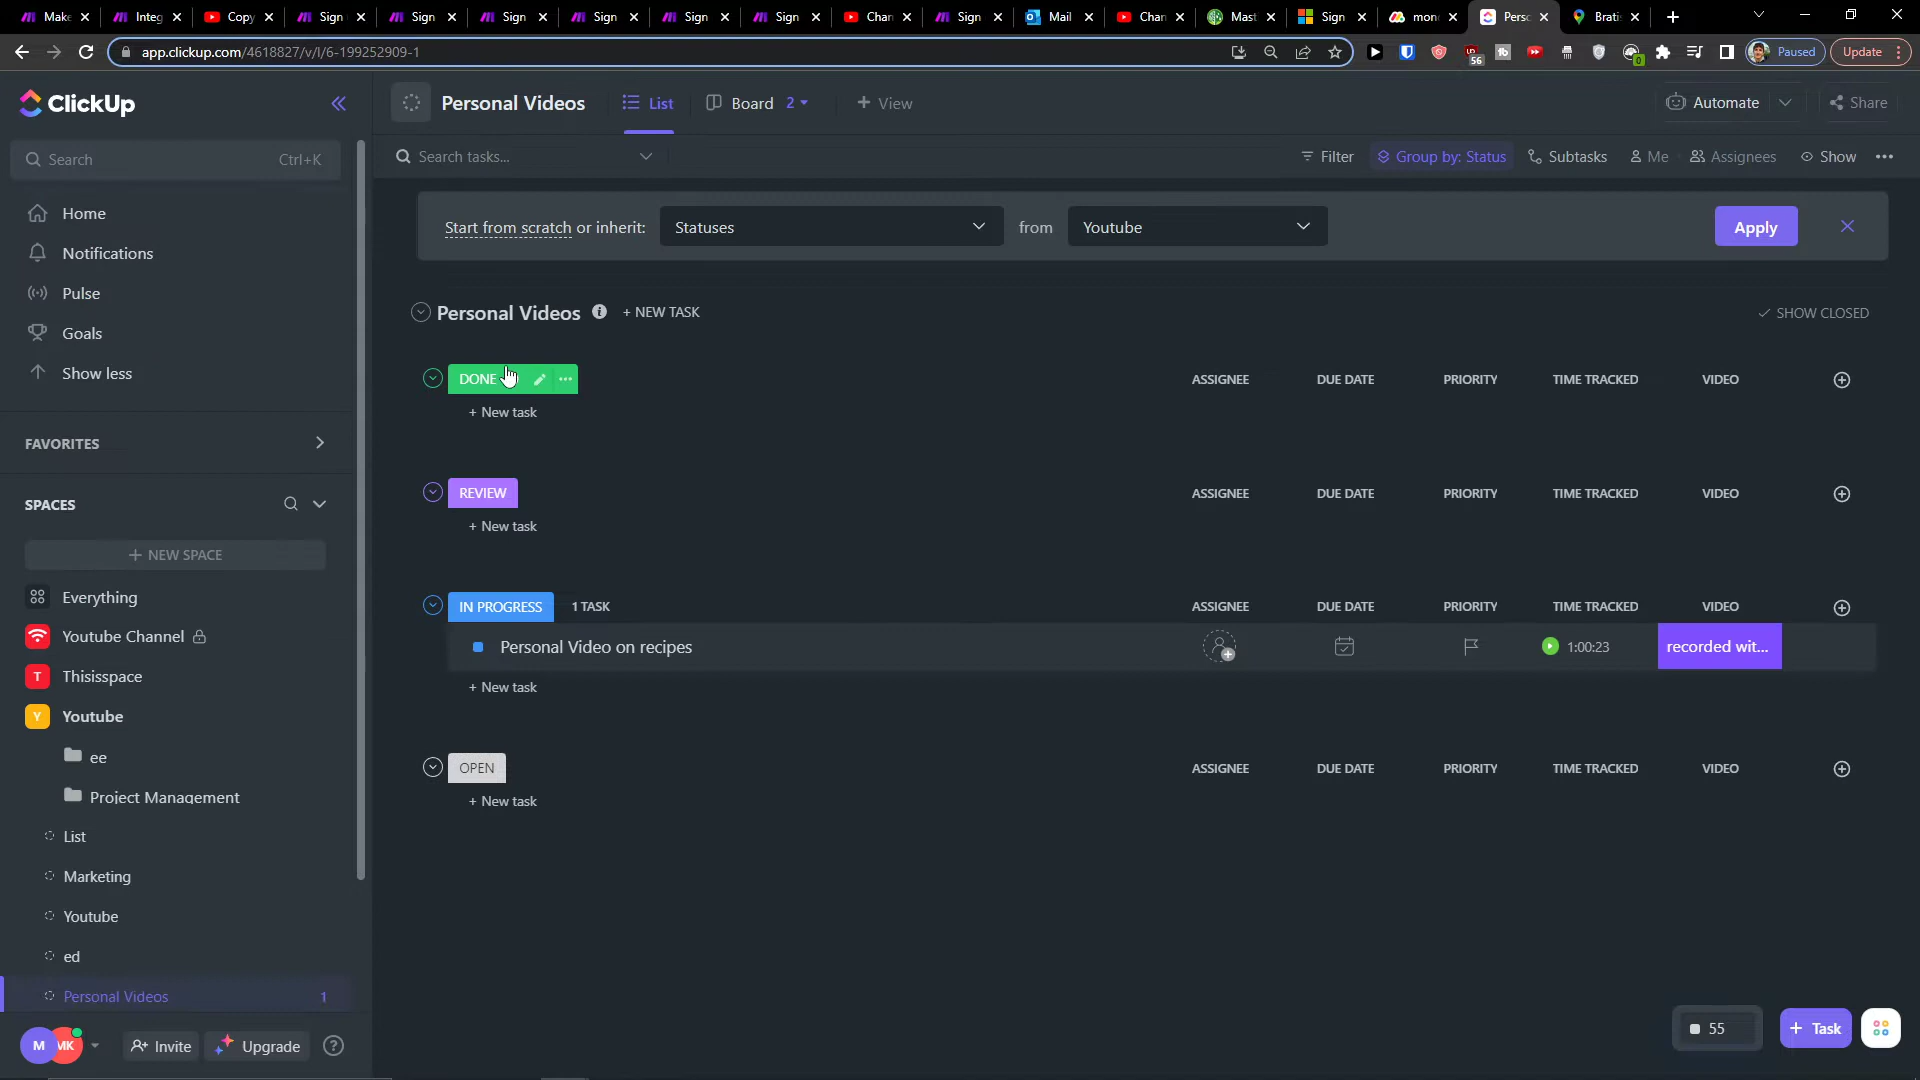 Make
Integ
Copy
Sign
Sign
Sign
Sign
Sign
Sign
Chan
Sign
Mail
Chan
Mast
Sign
mon
Perso
Brati
app.clickup.com/4618827/v/l/6-199252909-1
56
0
Paused
Update
ClickUp
Personal Videos
List
Board 2
+ View
Automate
Share
Search Ctrl+K
Search tasks...
Filter
Group by: Status
Subtasks
Me
Assignees
Show
Home
Notifications
Pulse
Goals
Show less
FAVORITES
SPACES
+ NEW SPACE
Everything
Youtube Channel
T Thisisspace
Y Youtube
ee
Project Management
List
Marketing
Youtube
ed
Personal Videos 1
M MK
Invite
Upgrade
?
Start from scratch or inherit: Statuses from Youtube Apply
Personal Videos + NEW TASK SHOW CLOSED
DONE ASSIGNEE DUE DATE PRIORITY TIME TRACKED VIDEO
+ New task
REVIEW ASSIGNEE DUE DATE PRIORITY TIME TRACKED VIDEO
+ New task
IN PROGRESS 1 TASK ASSIGNEE DUE DATE PRIORITY TIME TRACKED VIDEO
Personal Video on recipes 1:00:23 recorded wit...
+ New task
OPEN ASSIGNEE DUE DATE PRIORITY TIME TRACKED VIDEO
+ New task
55
+ Task